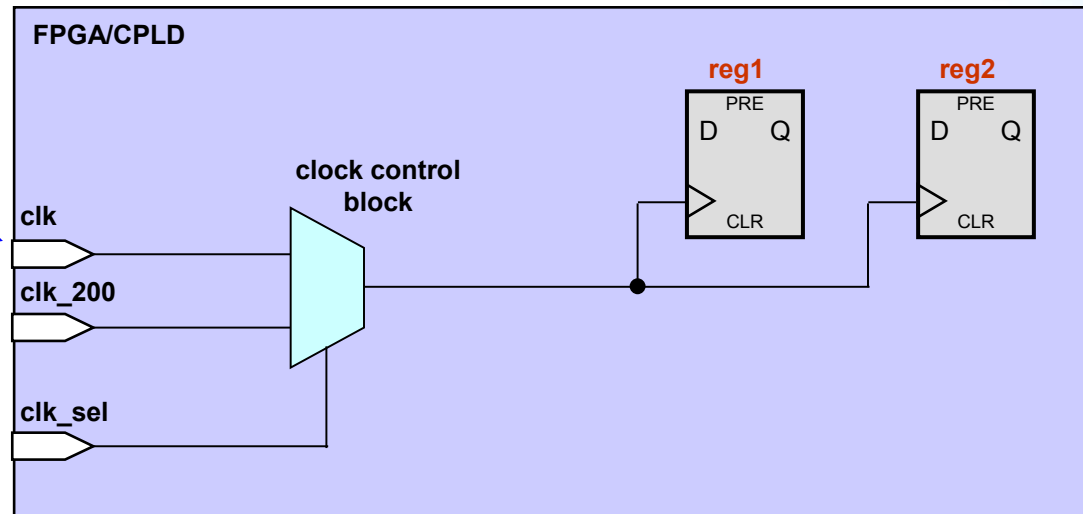 FPGA/CPLD
reg1
reg2
PRE
D Q
CLR
PRE
D Q
CLR
clock control
block
clk
clk_200
clk_sel